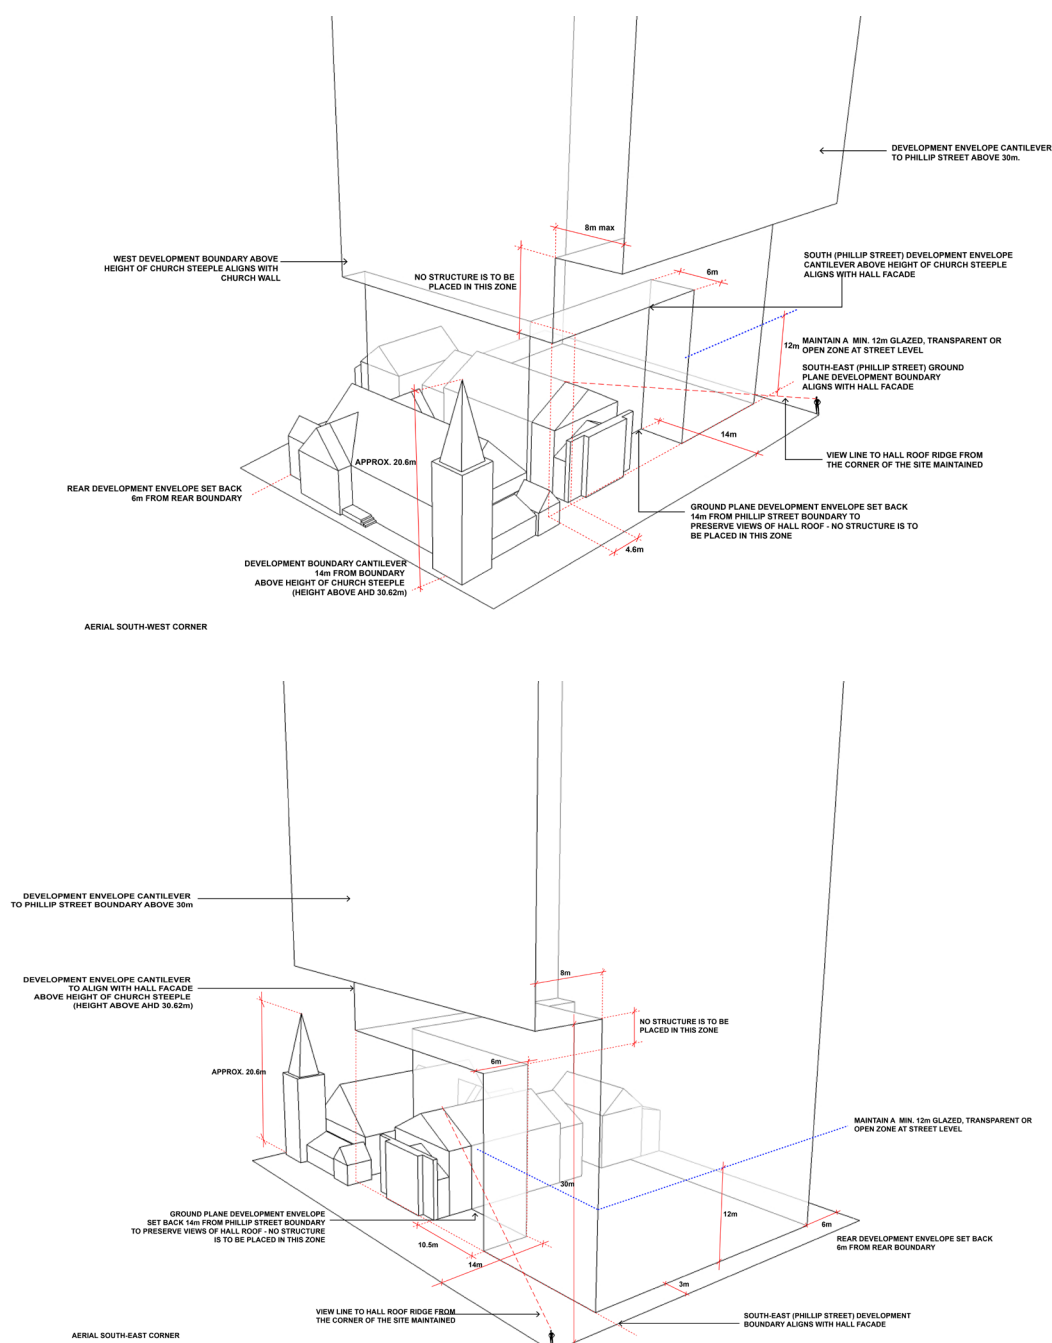 DEVELOPMENT ENVELOPE CANTILEVER
TO PHILLIP STREET ABOVE 30m.
8m max
WEST DEVELOPMENT BOUNDARY ABOVE
HEIGHT OF CHURCH STEEPLE ALIGNS WITH
CHURCH WALL
NO STRUCTURE IS TO BE
PLACED IN THIS ZONE
SOUTH (PHILLIP STREET) DEVELOPMENT ENVELOPE
CANTILEVER ABOVE HEIGHT OF CHURCH STEEPLE
ALIGNS WITH HALL FACADE
6m
12m
MAINTAIN A MIN. 12m GLAZED, TRANSPARENT OR
OPEN ZONE AT STREET LEVEL
SOUTH-EAST (PHILLIP STREET) GROUND
PLANE DEVELOPMENT BOUNDARY
ALIGNS WITH HALL FACADE
14m
VIEW LINE TO HALL ROOF RIDGE FROM
THE CORNER OF THE SITE MAINTAINED
APPROX. 20.6m
REAR DEVELOPMENT ENVELOPE SET BACK
6m FROM REAR BOUNDARY
GROUND PLANE DEVELOPMENT ENVELOPE SET BACK
14m FROM PHILLIP STREET BOUNDARY TO
PRESERVE VIEWS OF HALL ROOF - NO STRUCTURE IS TO
BE PLACED IN THIS ZONE
4.6m
DEVELOPMENT BOUNDARY CANTILEVER
14m FROM BOUNDARY
ABOVE HEIGHT OF CHURCH STEEPLE
(HEIGHT ABOVE AHD 30.62m)
AERIAL SOUTH-WEST CORNER
DEVELOPMENT ENVELOPE CANTILEVER
TO PHILLIP STREET BOUNDARY ABOVE 30m
DEVELOPMENT ENVELOPE CANTILEVER
TO ALIGN WITH HALL FACADE
ABOVE HEIGHT OF CHURCH STEEPLE
(HEIGHT ABOVE AHD 30.62m)
8m
NO STRUCTURE IS TO BE
PLACED IN THIS ZONE
6m
APPROX. 20.6m
MAINTAIN A MIN. 12m GLAZED, TRANSPARENT OR
OPEN ZONE AT STREET LEVEL
30m
12m
GROUND PLANE DEVELOPMENT ENVELOPE
SET BACK 14m FROM PHILLIP STREET BOUNDARY
TO PRESERVE VIEWS OF HALL ROOF - NO STRUCTURE
IS TO BE PLACED IN THIS ZONE
10.5m
14m
6m
REAR DEVELOPMENT ENVELOPE SET BACK
6m FROM REAR BOUNDARY
3m
VIEW LINE TO HALL ROOF RIDGE FROM
THE CORNER OF THE SITE MAINTAINED
SOUTH-EAST (PHILLIP STREET) DEVELOPMENT
BOUNDARY ALIGNS WITH HALL FACADE
AERIAL SOUTH-EAST CORNER